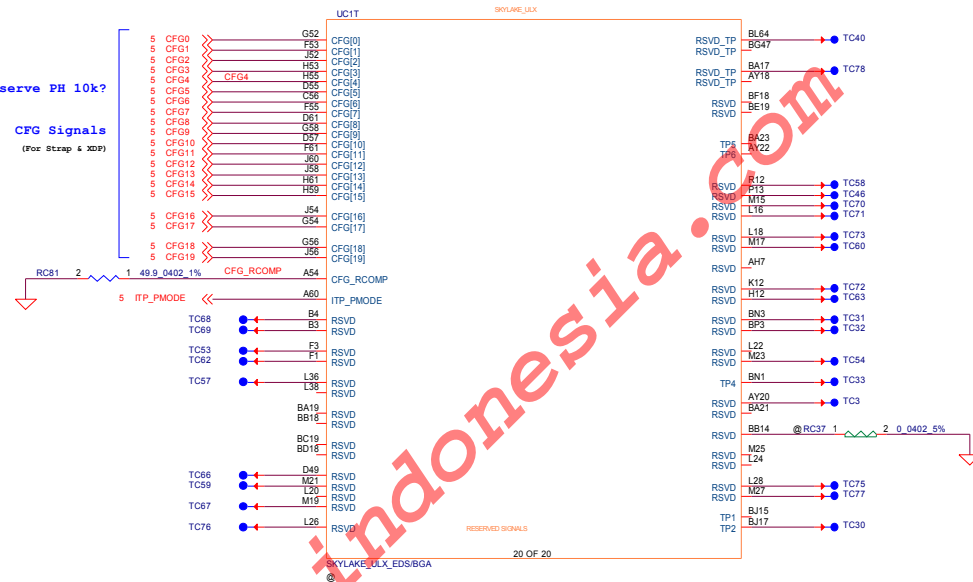 UC1T
SKYLAKE_ULX
5 CFG0 G52 CFG[0]
5 CFG1 F53 CFG[1]
5 CFG2 J52 CFG[2]
5 CFG3 H53 CFG[3]
5 CFG4 CFG4 H55 CFG[4]
5 CFG5 D55 CFG[5]
5 CFG6 C56 CFG[6]
5 CFG7 F55 CFG[7]
5 CFG8 D61 CFG[8]
5 CFG9 G58 CFG[9]
5 CFG10 D57 CFG[10]
5 CFG11 F61 CFG[11]
5 CFG12 J60 CFG[12]
5 CFG13 J58 CFG[13]
5 CFG14 H61 CFG[14]
5 CFG15 H59 CFG[15]
5 CFG16 J54 CFG[16]
5 CFG17 G54 CFG[17]
5 CFG18 G56 CFG[18]
5 CFG19 J56 CFG[19]
serve PH 10k?
CFG Signals
(For Strap & XDP)
RC81 2 1 49.9_0402_1% CFG_RCOMP A54 CFG_RCOMP
5 ITP_PMODE A60 ITP_PMODE
TC68 B4 RSVD
TC69 B3 RSVD
TC53 F3 RSVD
TC62 F1 RSVD
TC57 L36 RSVD
L38 RSVD
BA19 RSVD
BB18 RSVD
BC19 RSVD
BD18 RSVD
TC66 D49 RSVD
TC59 M21 RSVD
L20 RSVD
TC67 M19 RSVD
TC76 L26 RSVD
RSVD_TP BL64 TC40
RSVD_TP BG47
RSVD_TP BA17 TC78
RSVD_TP AY18
RSVD BF18
RSVD BE19
TP5 BA23
TP6 AY22
RSVD R12 TC58
RSVD P13 TC46
RSVD M15 TC70
RSVD L16 TC71
RSVD L18 TC73
RSVD M17 TC60
RSVD AH7
RSVD K12 TC72
RSVD H12 TC63
RSVD BN3 TC31
RSVD BP3 TC32
RSVD L22
RSVD M23 TC54
TP4 BN1 TC33
RSVD AY20 TC3
RSVD BA21
RSVD BB14 @RC37 1 2 0_0402_5%
RSVD M25
RSVD L24
RSVD L28 TC75
RSVD M27 TC77
TP1 BJ15
TP2 BJ17 TC30
RESERVED SIGNALS
20 OF 20
SKYLAKE_ULX_EDS/BGA
@
indonesia.com